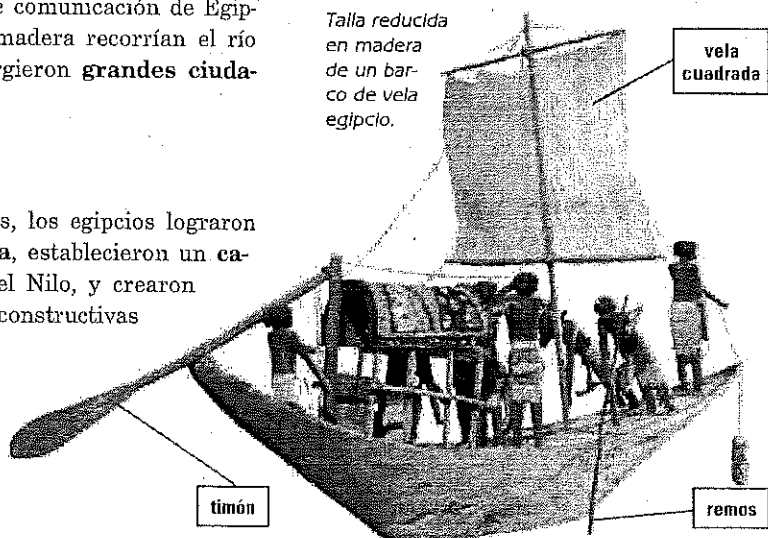 e comunicación de Egip-
madera recorrían el río
rgieron grandes ciuda-
s, los egipcios lograron
a, establecieron un ca-
el Nilo, y crearon
constructivas
Talla reducida
en madera
de un bar-
co de vela
egipcio.
vela
cuadrada
timón
remos